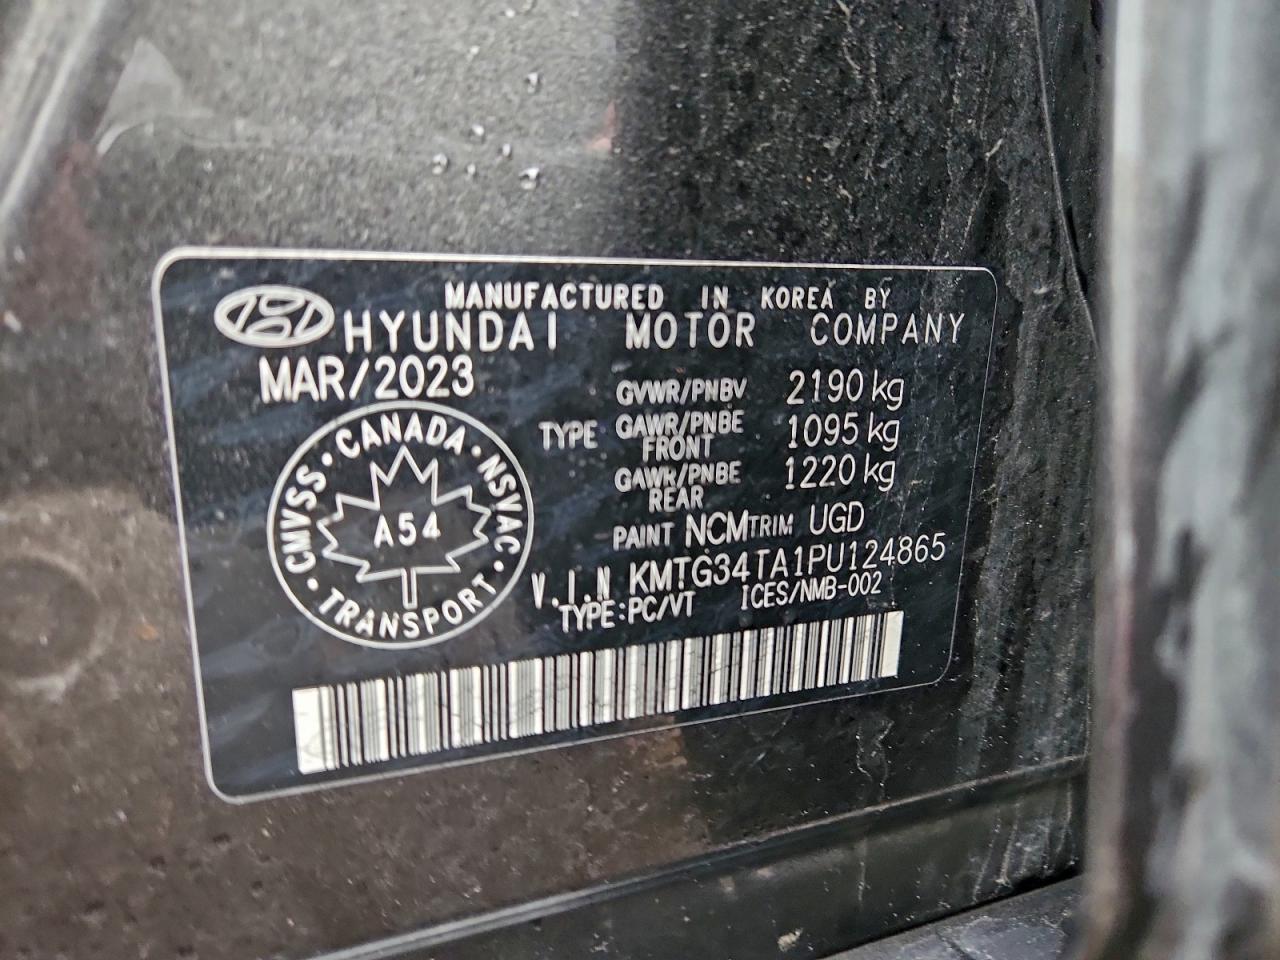 MANUFACTURED IN KOREA BY
HYUNDAI MOTOR COMPANY
MAR/2023
GVWR/PNBV 2190 kg
TYPE GAWR/PNBE FRONT 1095 kg
GAWR/PNBE REAR 1220 kg
PAINT NCM TRIM UGD
V.I.N KMTG34TA1PU124865
TYPE:PC/VT ICES/NMB-002
CMVSS · CANADA · NSVAC · TRANSPORT ·
A54